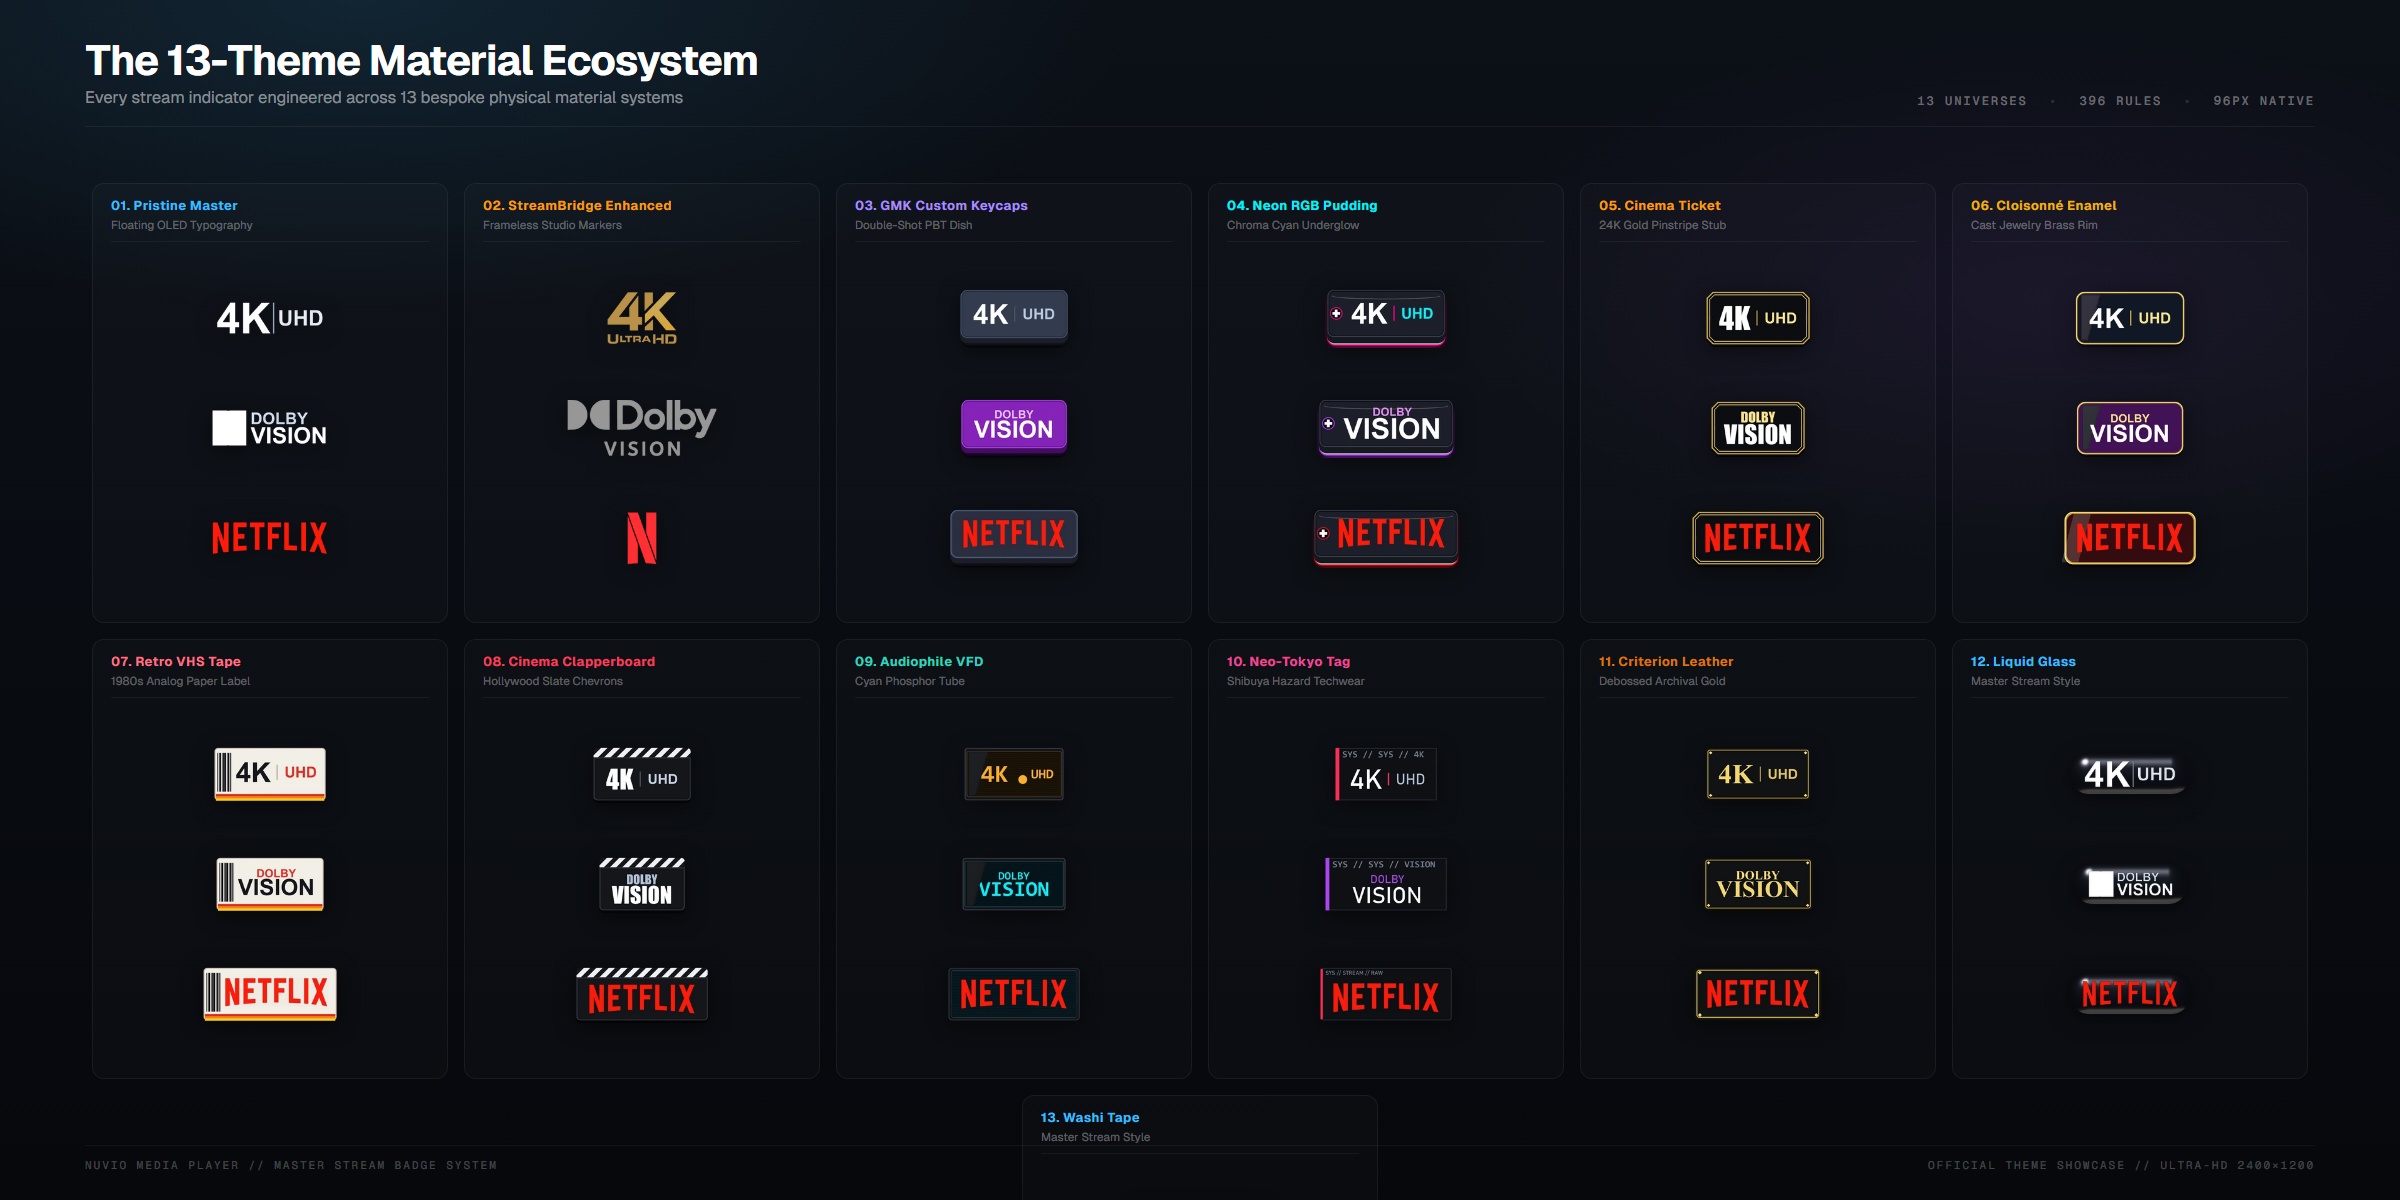 The 13-Theme Material Ecosystem
Every stream indicator engineered across 13 bespoke physical material systems
13 UNIVERSES • 396 RULES • 96PX NATIVE
01. Pristine Master
Floating OLED Typography
4K|UHD
DOLBY
VISION
NETFLIX
02. StreamBridge Enhanced
Frameless Studio Markers
4K
ULTRA HD
Dolby
VISION
N
03. GMK Custom Keycaps
Double-Shot PBT Dish
4K | UHD
DOLBY
VISION
NETFLIX
04. Neon RGB Pudding
Chroma Cyan Underglow
4K | UHD
DOLBY
VISION
NETFLIX
05. Cinema Ticket
24K Gold Pinstripe Stub
4K | UHD
DOLBY
VISION
NETFLIX
06. Cloisonné Enamel
Cast Jewelry Brass Rim
4K | UHD
DOLBY
VISION
NETFLIX
07. Retro VHS Tape
1980s Analog Paper Label
4K | UHD
DOLBY
VISION
NETFLIX
08. Cinema Clapperboard
Hollywood Slate Chevrons
4K | UHD
DOLBY
VISION
NETFLIX
09. Audiophile VFD
Cyan Phosphor Tube
4K UHD
DOLBY
VISION
NETFLIX
10. Neo-Tokyo Tag
Shibuya Hazard Techwear
SYS // SYS // 4K
4K | UHD
SYS // SYS // VISION
DOLBY
VISION
SYS // STREAM // RAW
NETFLIX
11. Criterion Leather
Debossed Archival Gold
4K | UHD
DOLBY
VISION
NETFLIX
12. Liquid Glass
Master Stream Style
4K|UHD
DOLBY
VISION
NETFLIX
13. Washi Tape
Master Stream Style
NUVIO MEDIA PLAYER // MASTER STREAM BADGE SYSTEM
OFFICIAL THEME SHOWCASE // ULTRA-HD 2400×1200